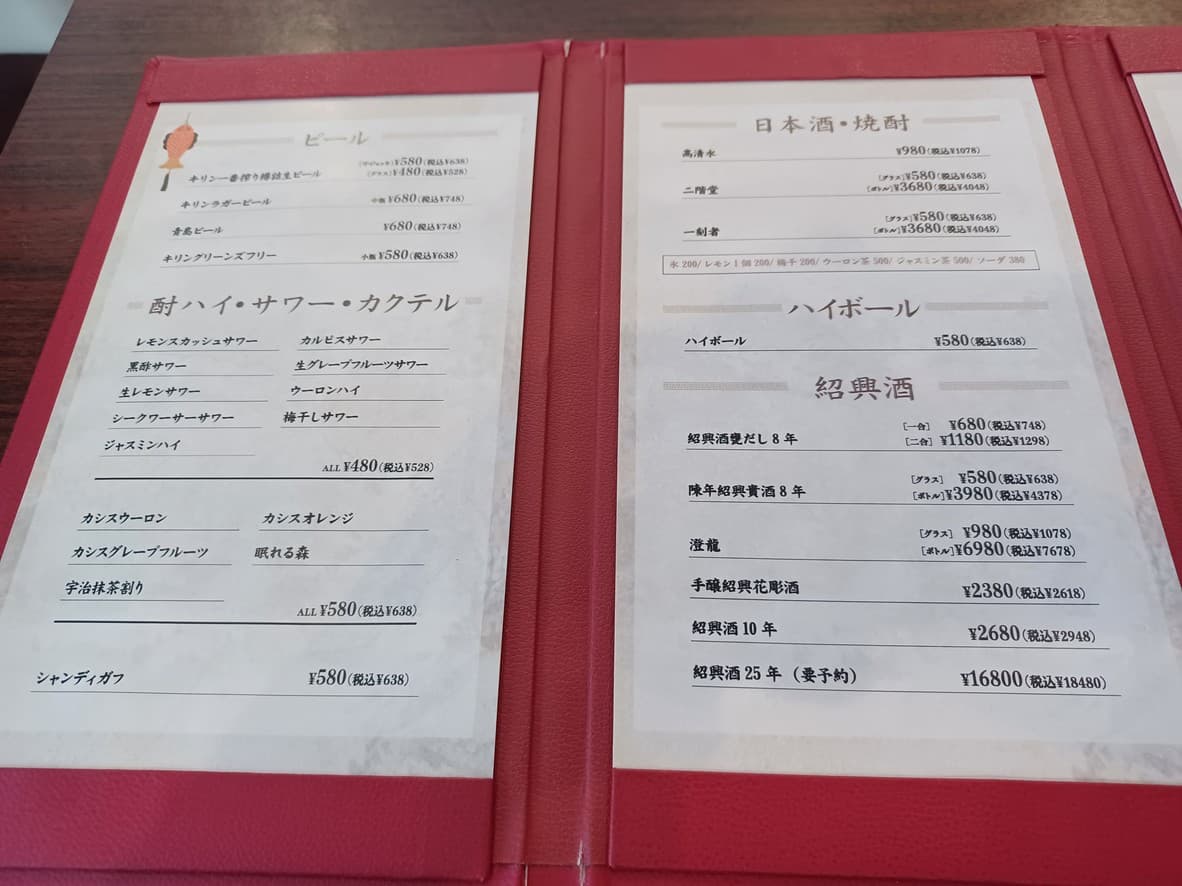 ビール
キリン一番搾り樽詰生ビール
¥580(税込¥638)
[グラス]¥480(税込¥528)
キリンラガービール 小瓶 ¥680(税込¥748)
青島ビール ¥680(税込¥748)
キリングリーンズフリー 小瓶 ¥580(税込¥638)
酎ハイ・サワー・カクテル
レモンスカッシュサワー カルピスサワー
黒酢サワー 生グレープフルーツサワー
生レモンサワー ウーロンハイ
シークワーサーサワー 梅干しサワー
ジャスミンハイ
ALL ¥480(税込¥528)
カシスウーロン カシスオレンジ
カシスグレープフルーツ 眠れる森
宇治抹茶割り
ALL ¥580(税込¥638)
シャンディガフ ¥580(税込¥638)
日本酒・焼酎
高清水 ¥980(税込¥1078)
二階堂
[グラス]¥580(税込¥638)
[ボトル]¥3680(税込¥4048)
一刻者
[グラス]¥580(税込¥638)
[ボトル]¥3680(税込¥4048)
氷 200/ レモン1個 200/ 梅干 200/ ウーロン茶 500/ ジャスミン茶 500/ ソーダ 380
ハイボール
ハイボール ¥580(税込¥638)
紹興酒
紹興酒甕だし 8 年
[一合] ¥680(税込¥748)
[二合] ¥1180(税込¥1298)
陳年紹興貴酒 8 年
[グラス] ¥580(税込¥638)
[ボトル]¥3980(税込¥4378)
澄龍
[グラス] ¥980(税込¥1078)
[ボトル]¥6980(税込¥7678)
手醸紹興花彫酒 ¥2380(税込¥2618)
紹興酒 10 年 ¥2680(税込¥2948)
紹興酒 25 年 (要予約) ¥16800(税込¥18480)